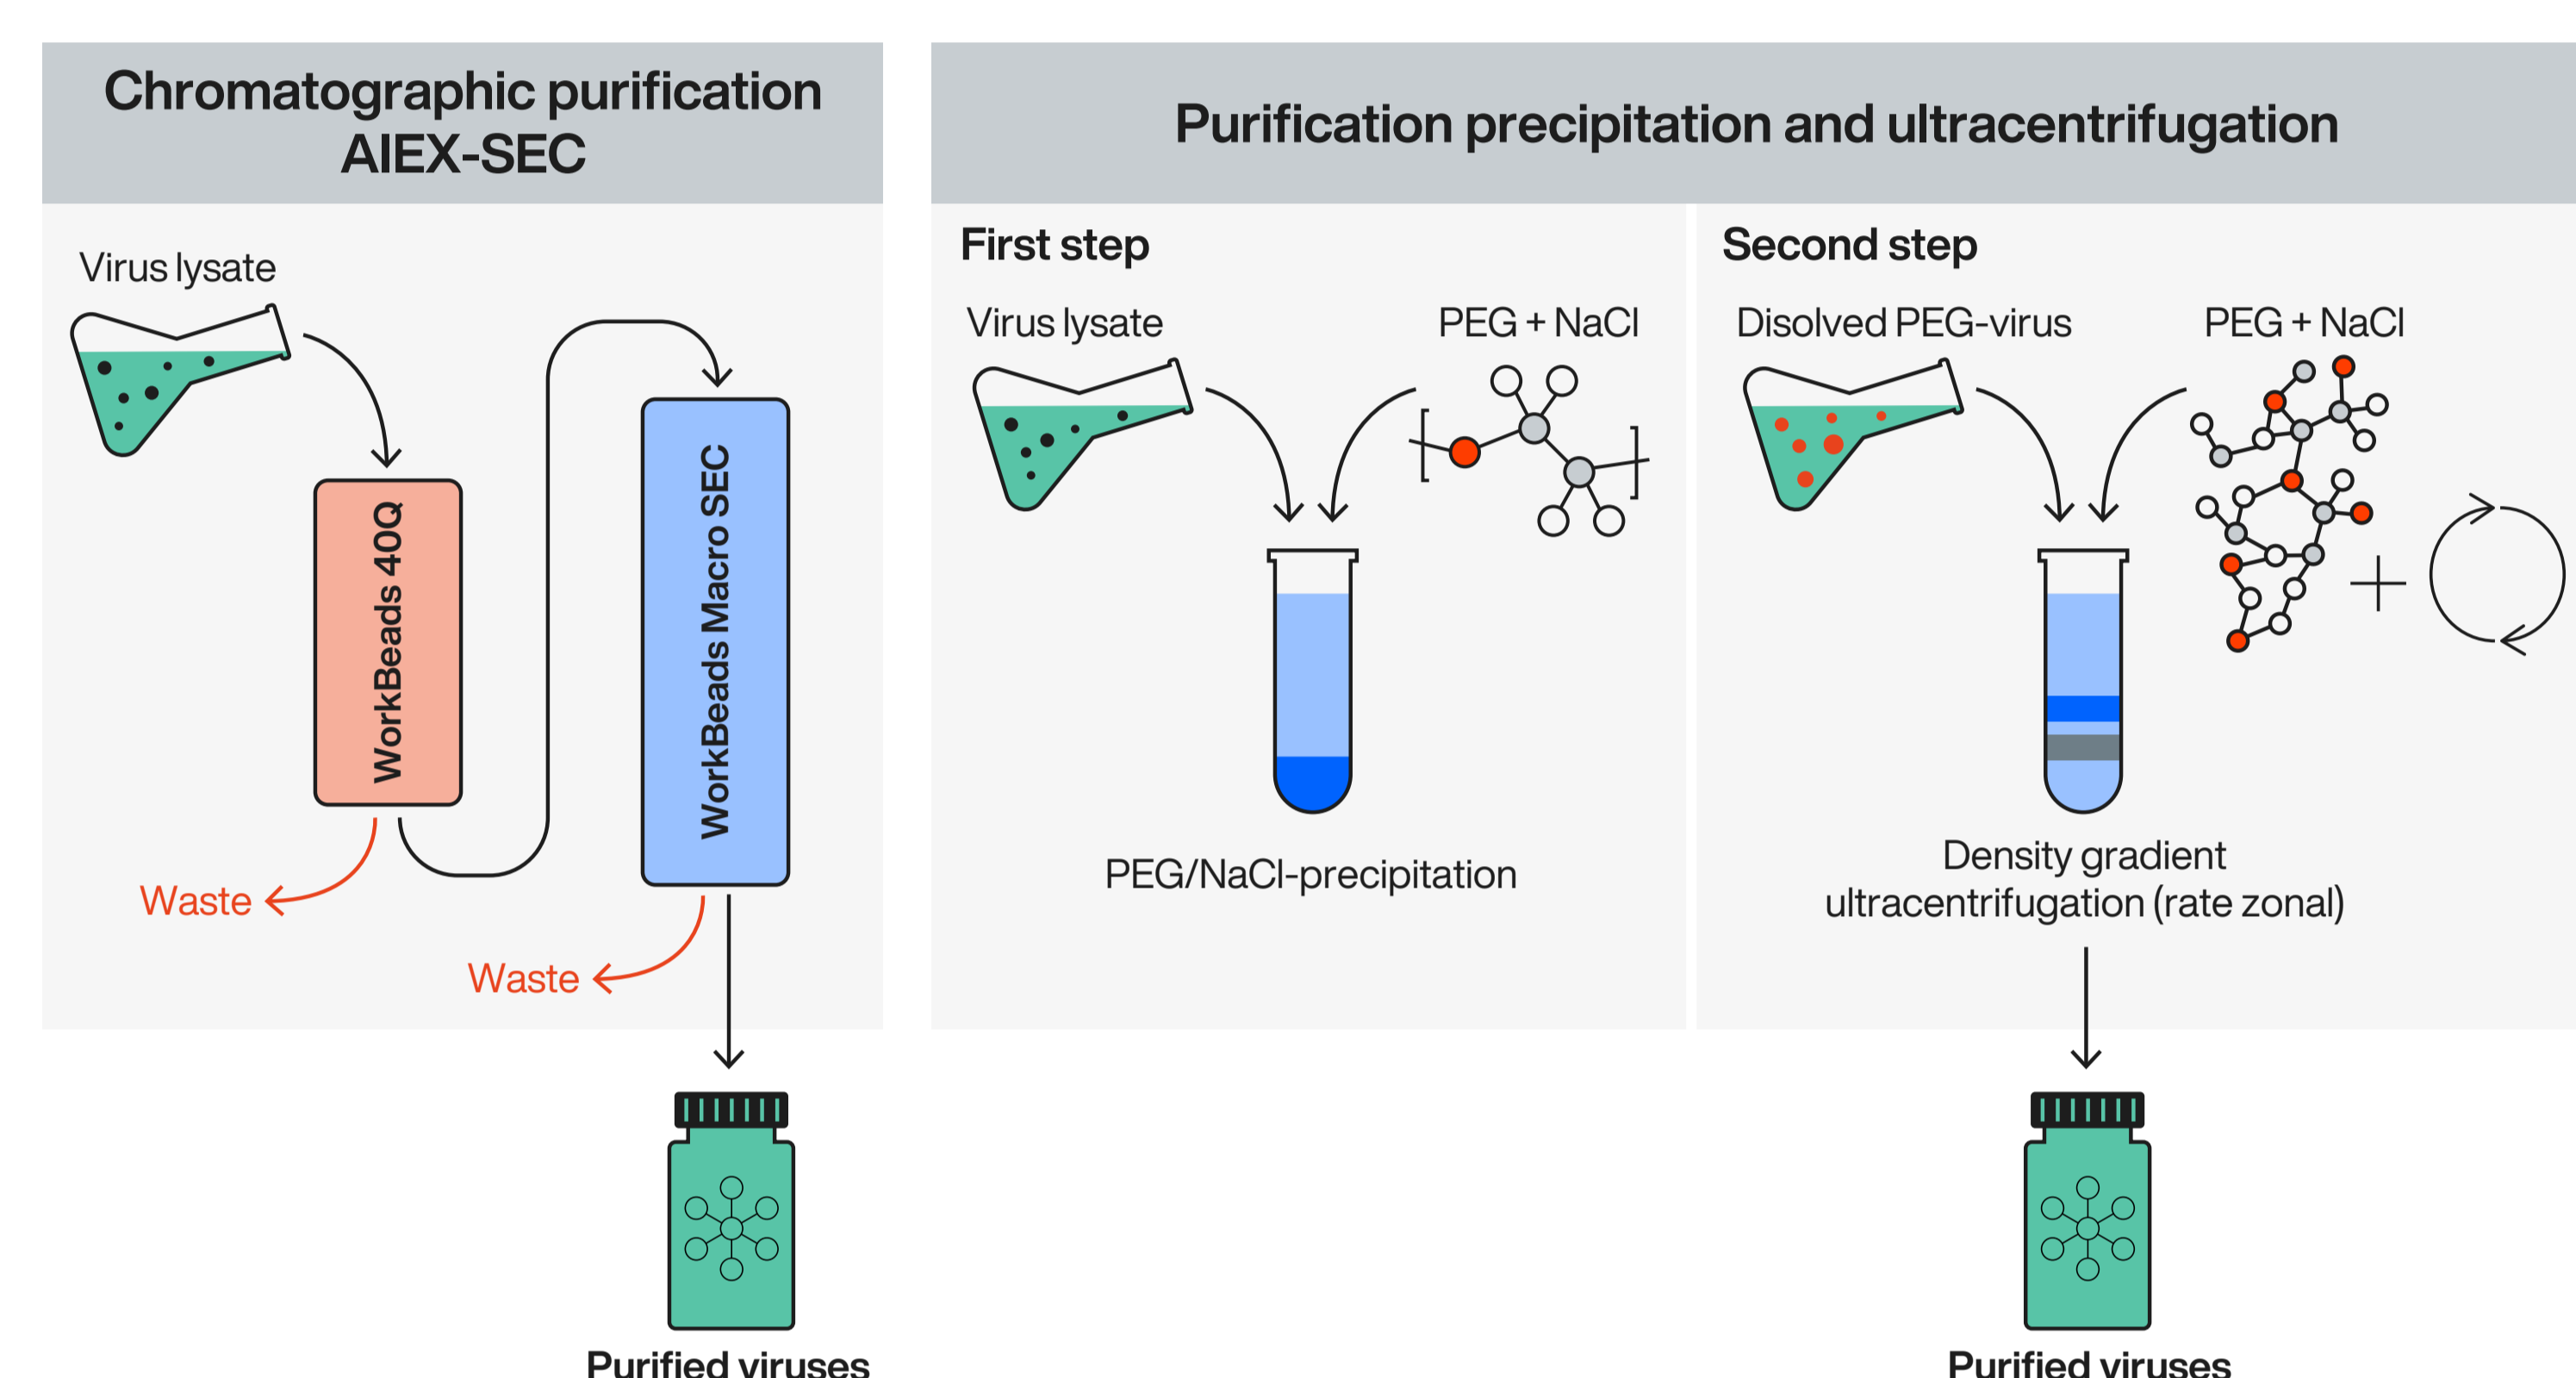 Chromatographic purification
AIEX-SEC
Virus lysate
WorkBeads 40Q
WorkBeads Macro SEC
Waste
Waste
Purified viruses
Purification precipitation and ultracentrifugation
First step
Virus lysate
PEG + NaCl
PEG/NaCl-precipitation
Second step
Disolved PEG-virus
PEG + NaCl
Density gradient
ultracentrifugation (rate zonal)
Purified viruses